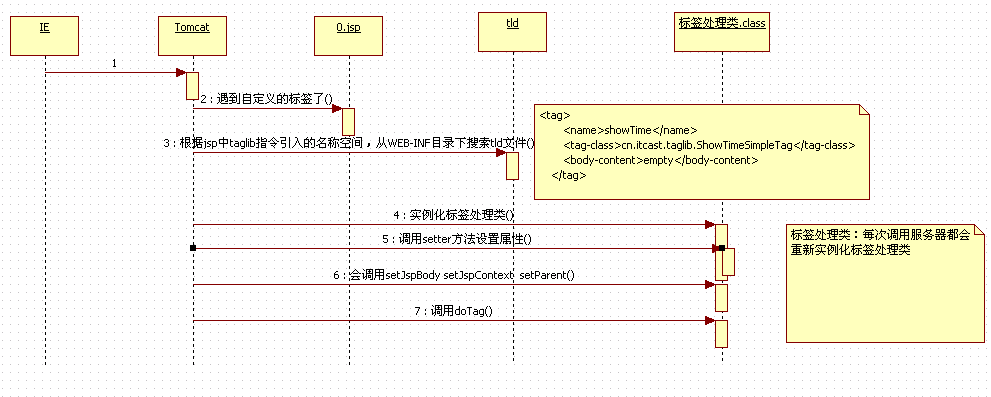 IE
Tomcat
0.jsp
tld
标签处理类.class
1
2 : 遇到自定义的标签了()
3 : 根据jsp中taglib指令引入的名称空间，从WEB-INF目录下搜索tld文件()
<tag>
<name>showTime</name>
<tag-class>cn.itcast.taglib.ShowTimeSimpleTag</tag-class>
<body-content>empty</body-content>
</tag>
4 : 实例化标签处理类()
5 : 调用setter方法设置属性()
标签处理类：每次调用服务器都会
重新实例化标签处理类
6 : 会调用setJspBody setJspContext setParent()
7 : 调用doTag()